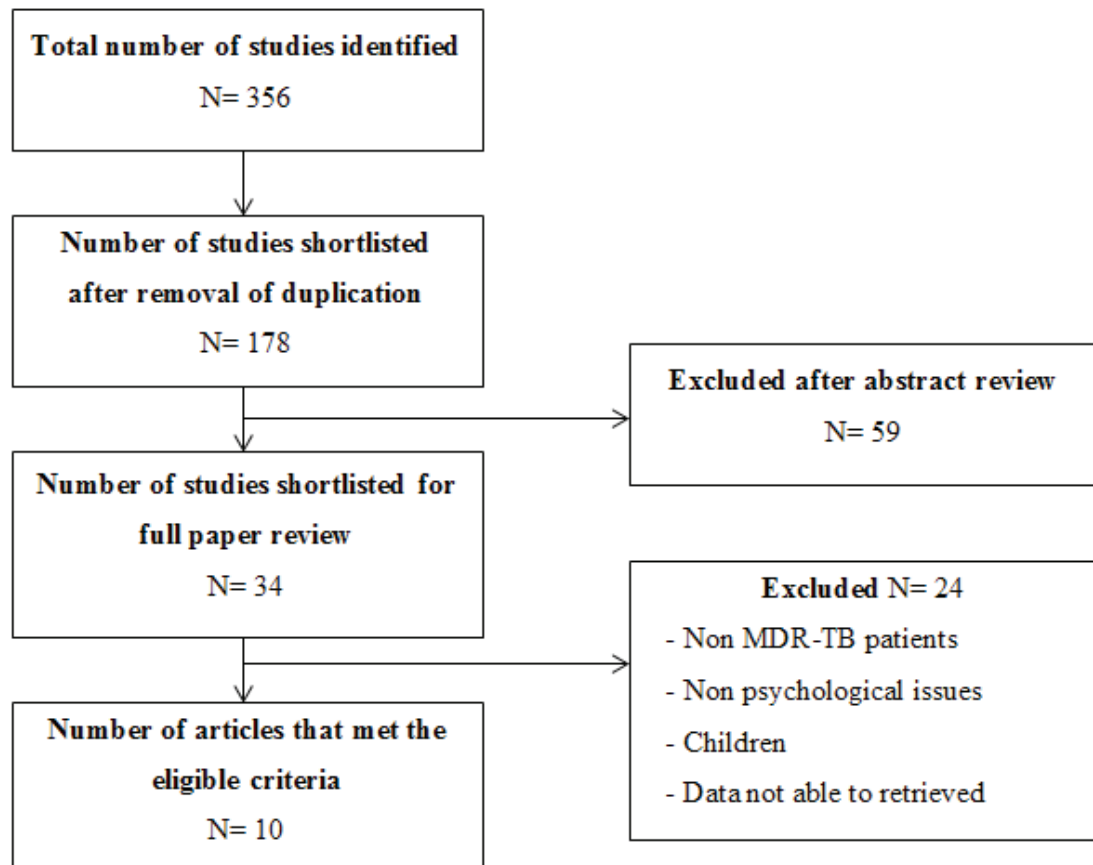 Total number of studies identified
N= 356
Number of studies shortlisted
after removal of duplication
N= 178
Excluded after abstract review
N= 59
Number of studies shortlisted for
full paper review
N= 34
Excluded N= 24
- Non MDR-TB patients
- Non psychological issues
- Children
- Data not able to retrieved
Number of articles that met the
eligible criteria
N= 10